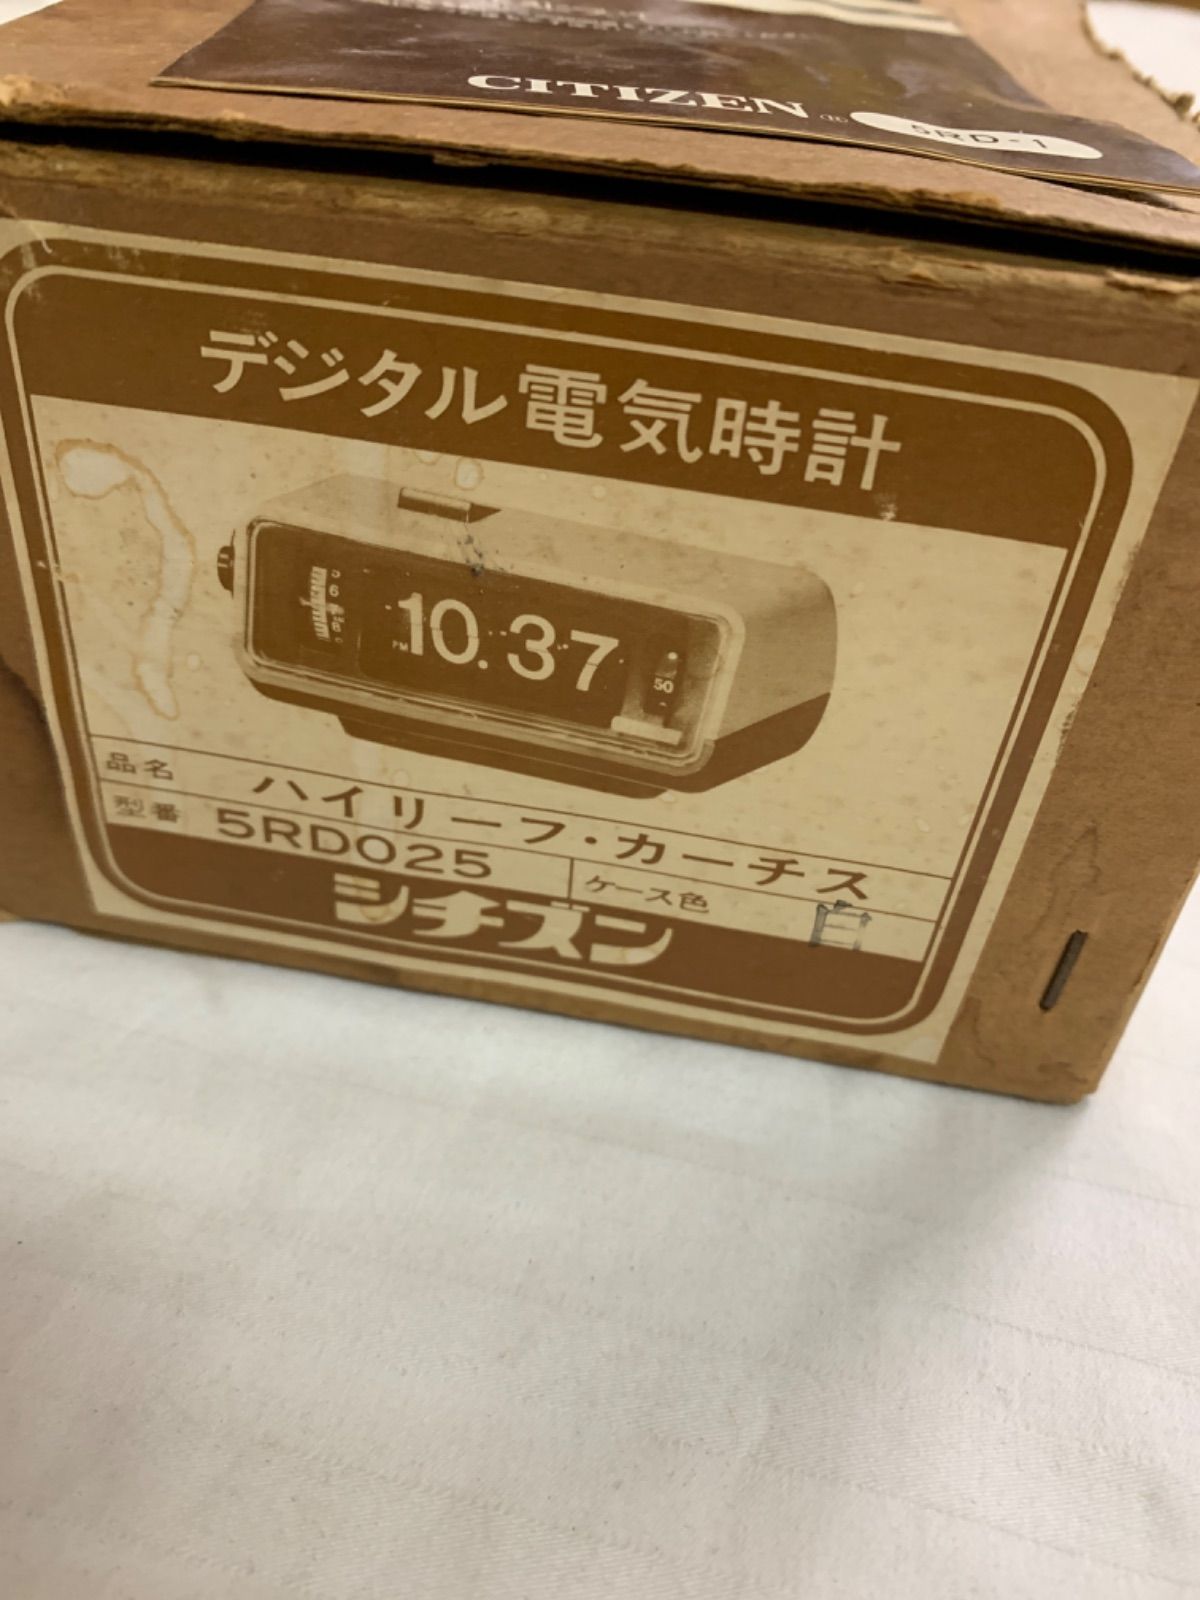 CITIZEN
5RD-1
デジタル電気時計
PM 10.37
50
品名 ハイリーフ・カーチス
型番 5RD025 ケース色 白
シチズン